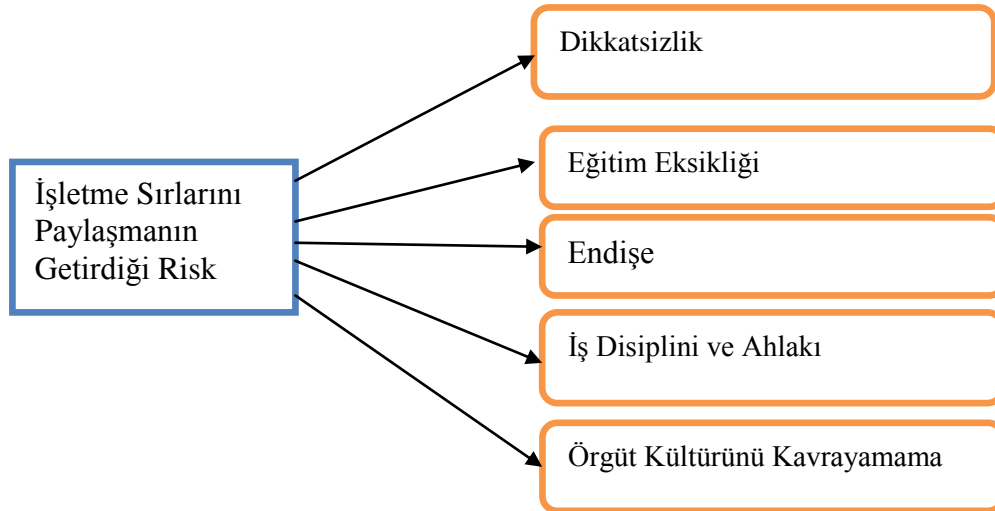 İşletme Sırlarını
Paylaşmanın
Getirdiği Risk
Dikkatsizlik
Eğitim Eksikliği
Endişe
İş Disiplini ve Ahlakı
Örgüt Kültürünü Kavrayamama